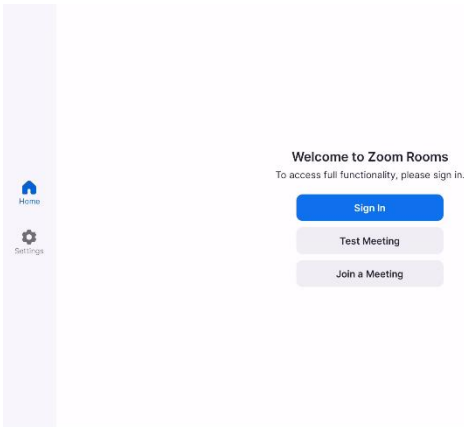 Home
Settings
Welcome to Zoom Rooms
To access full functionality, please sign in.
Sign In
Test Meeting
Join a Meeting